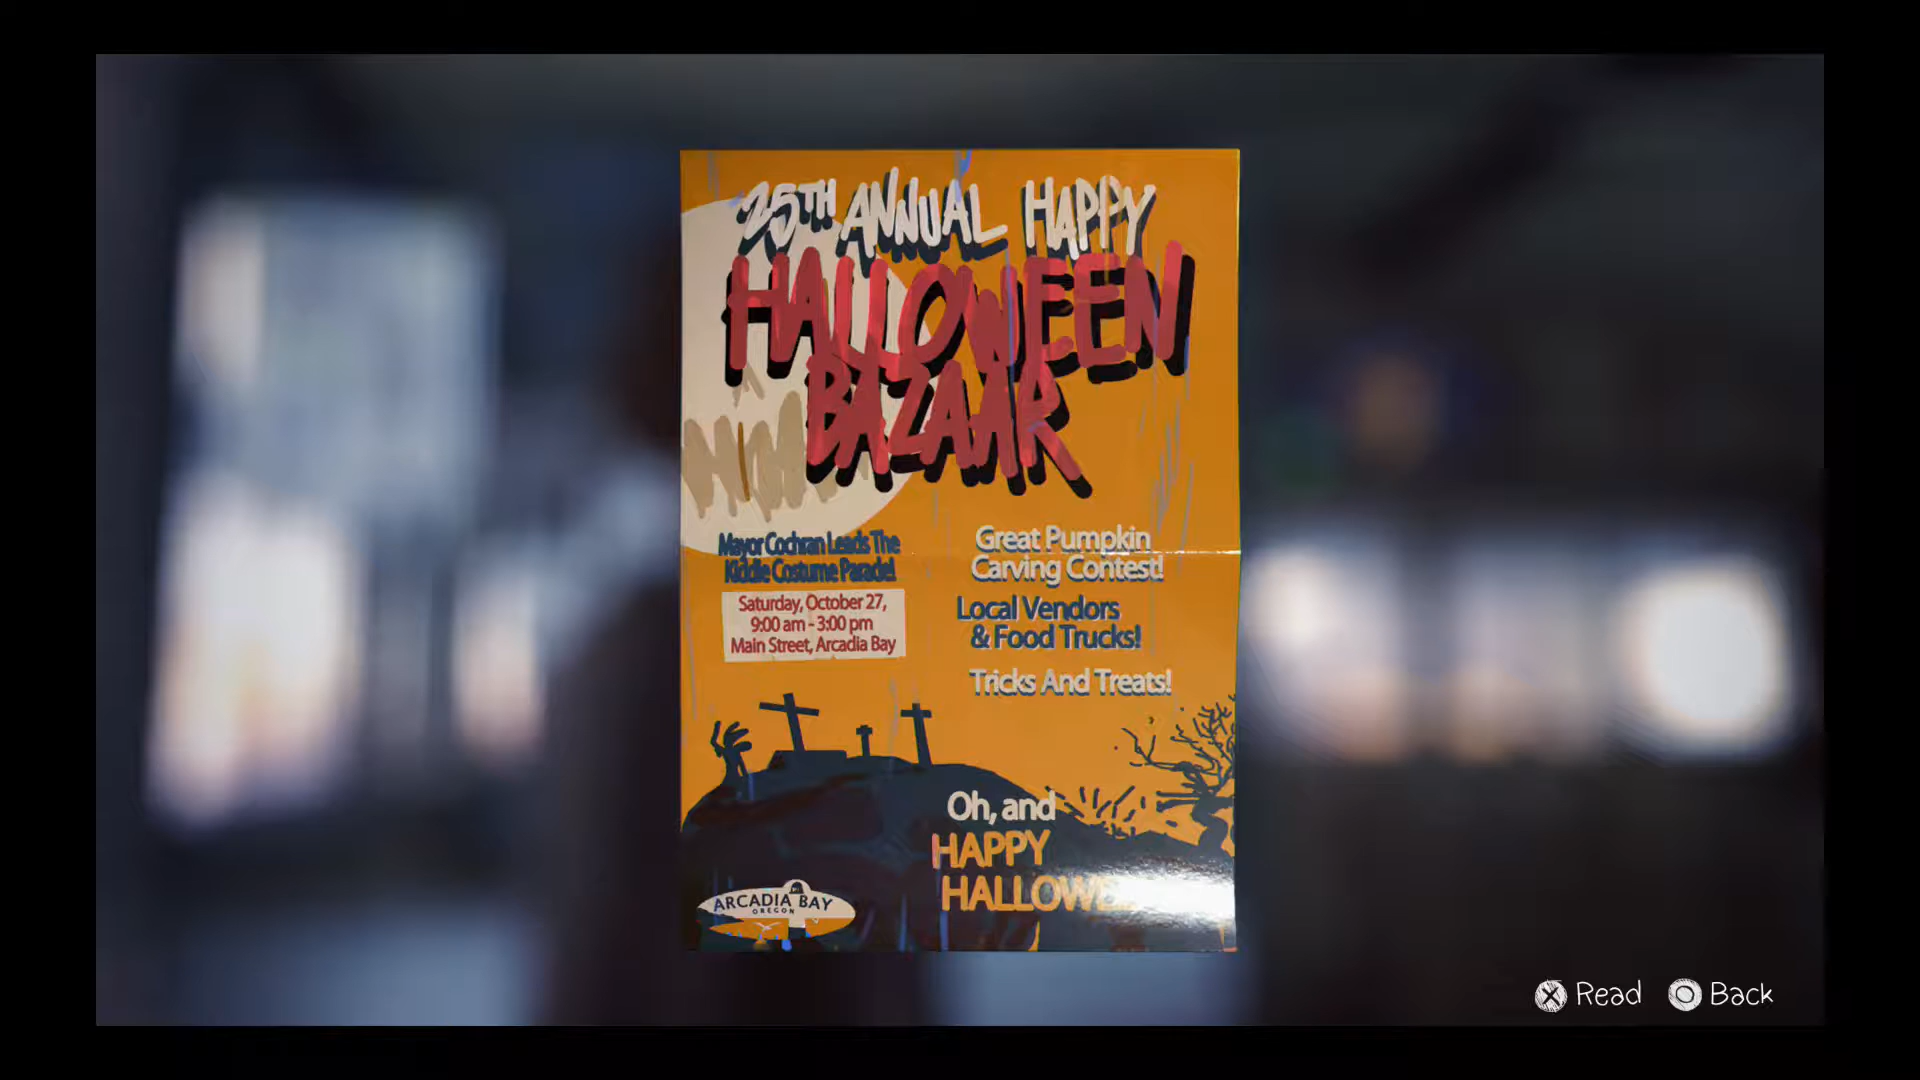 25TH ANNUAL HAPPY
HALLOWEEN
BAZAAR
Mayor Cochran Leads The
Kiddie Costume Parade!
Saturday, October 27,
9:00 am - 3:00 pm
Main Street, Arcadia Bay
Great Pumpkin
Carving Contest!
Local Vendors
& Food Trucks!
Tricks And Treats!
Oh, and
HAPPY
HALLOWE
ARCADIA BAY
OREGON
Read Back